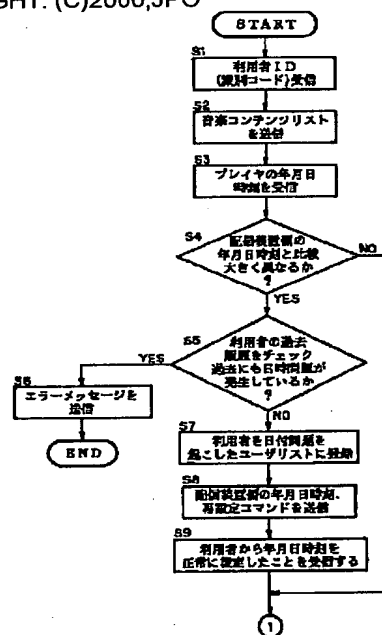 GHT: (C)2000,JPO
START
S1
利用者ID
(識別コード)受信
S2
音楽コンテンツリスト
を送信
S3
プレイヤの年月日
時刻を受信
S4
配信装置側の
年月日時刻と比較
大きく異なるか
?
NO
YES
S5
利用者の過去
履歴をチェック
過去にも日時問題が
発生しているか
?
YES
NO
S6
エラーメッセージを
送信
END
S7
利用者を日付問題を
起こしたユーザリストに登録
S8
配信装置側の年月日時刻、
再設定コマンドを送信
S9
利用者から年月日時刻を
正常に設定したことを受信する
1